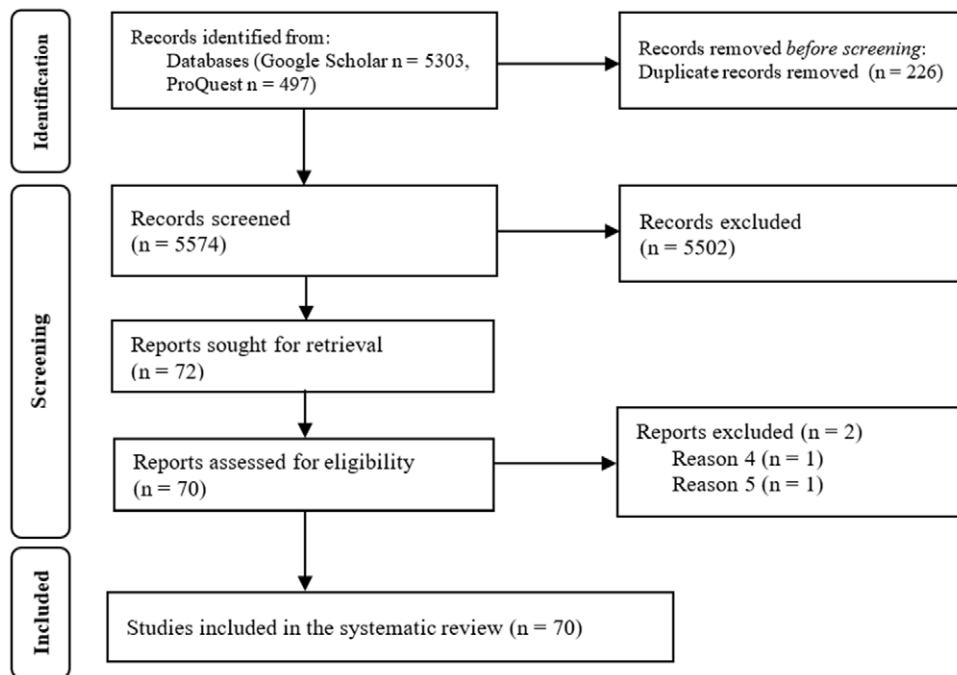 Identification
Records identified from:
Databases (Google Scholar n = 5303,
ProQuest n = 497)
Records removed before screening:
Duplicate records removed (n = 226)
Screening
Records screened
(n = 5574)
Records excluded
(n = 5502)
Reports sought for retrieval
(n = 72)
Reports assessed for eligibility
(n = 70)
Reports excluded (n = 2)
Reason 4 (n = 1)
Reason 5 (n = 1)
Included
Studies included in the systematic review (n = 70)